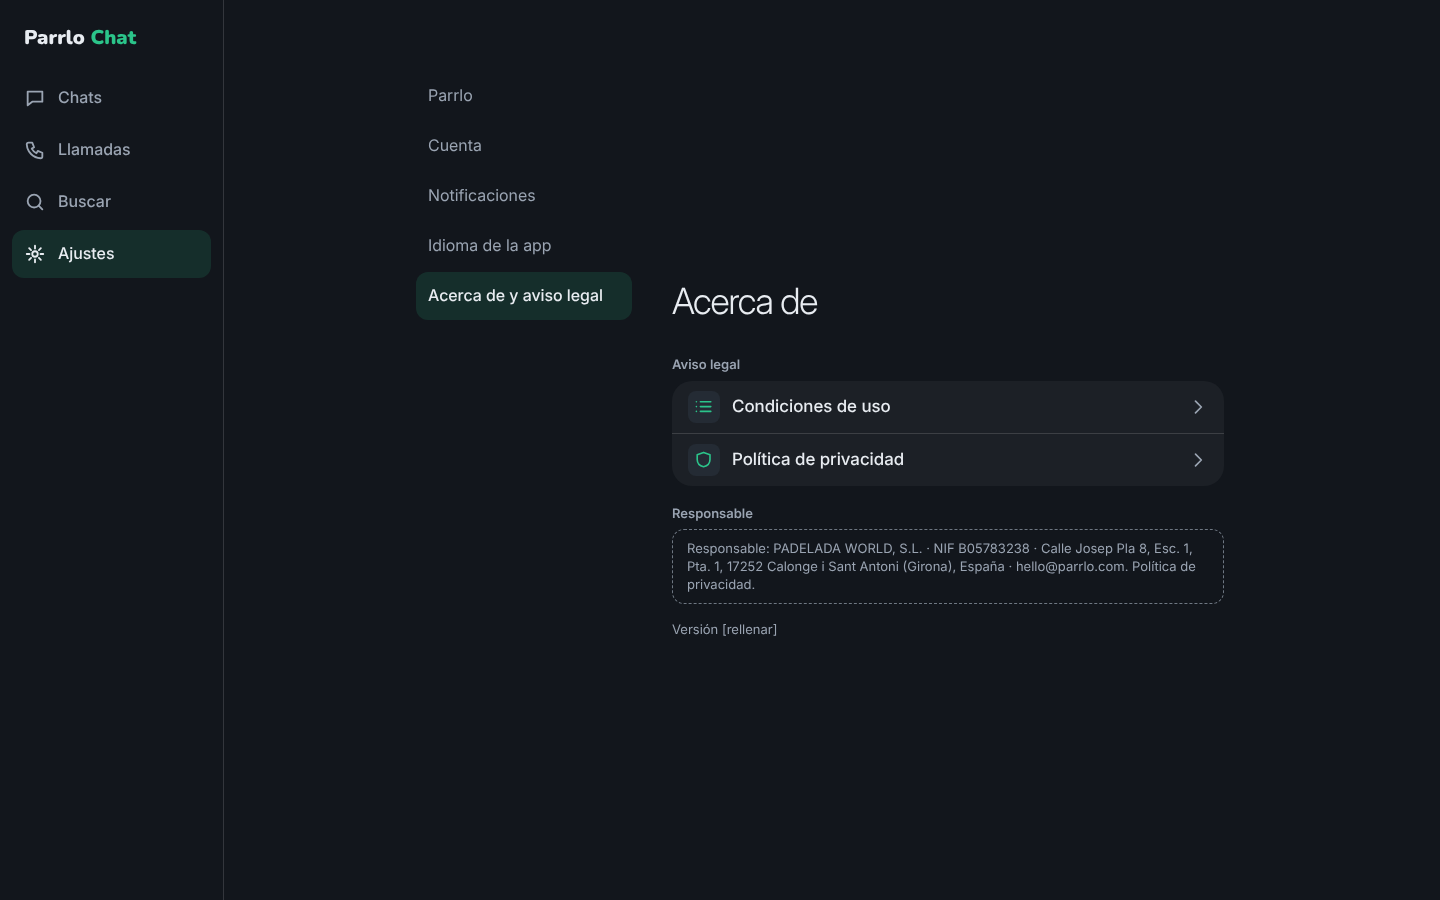 Parrlo Chat
Chats
Llamadas
Buscar
Ajustes
Parrlo
Cuenta
Notificaciones
Idioma de la app
Acerca de y aviso legal
Acerca de
Aviso legal
Condiciones de uso
Política de privacidad
Responsable
Responsable: PADELADA WORLD, S.L. · NIF B05783238 · Calle Josep Pla 8, Esc. 1,
Pta. 1, 17252 Calonge i Sant Antoni (Girona), España · hello@parrlo.com. Política de
privacidad.
Versión [rellenar]